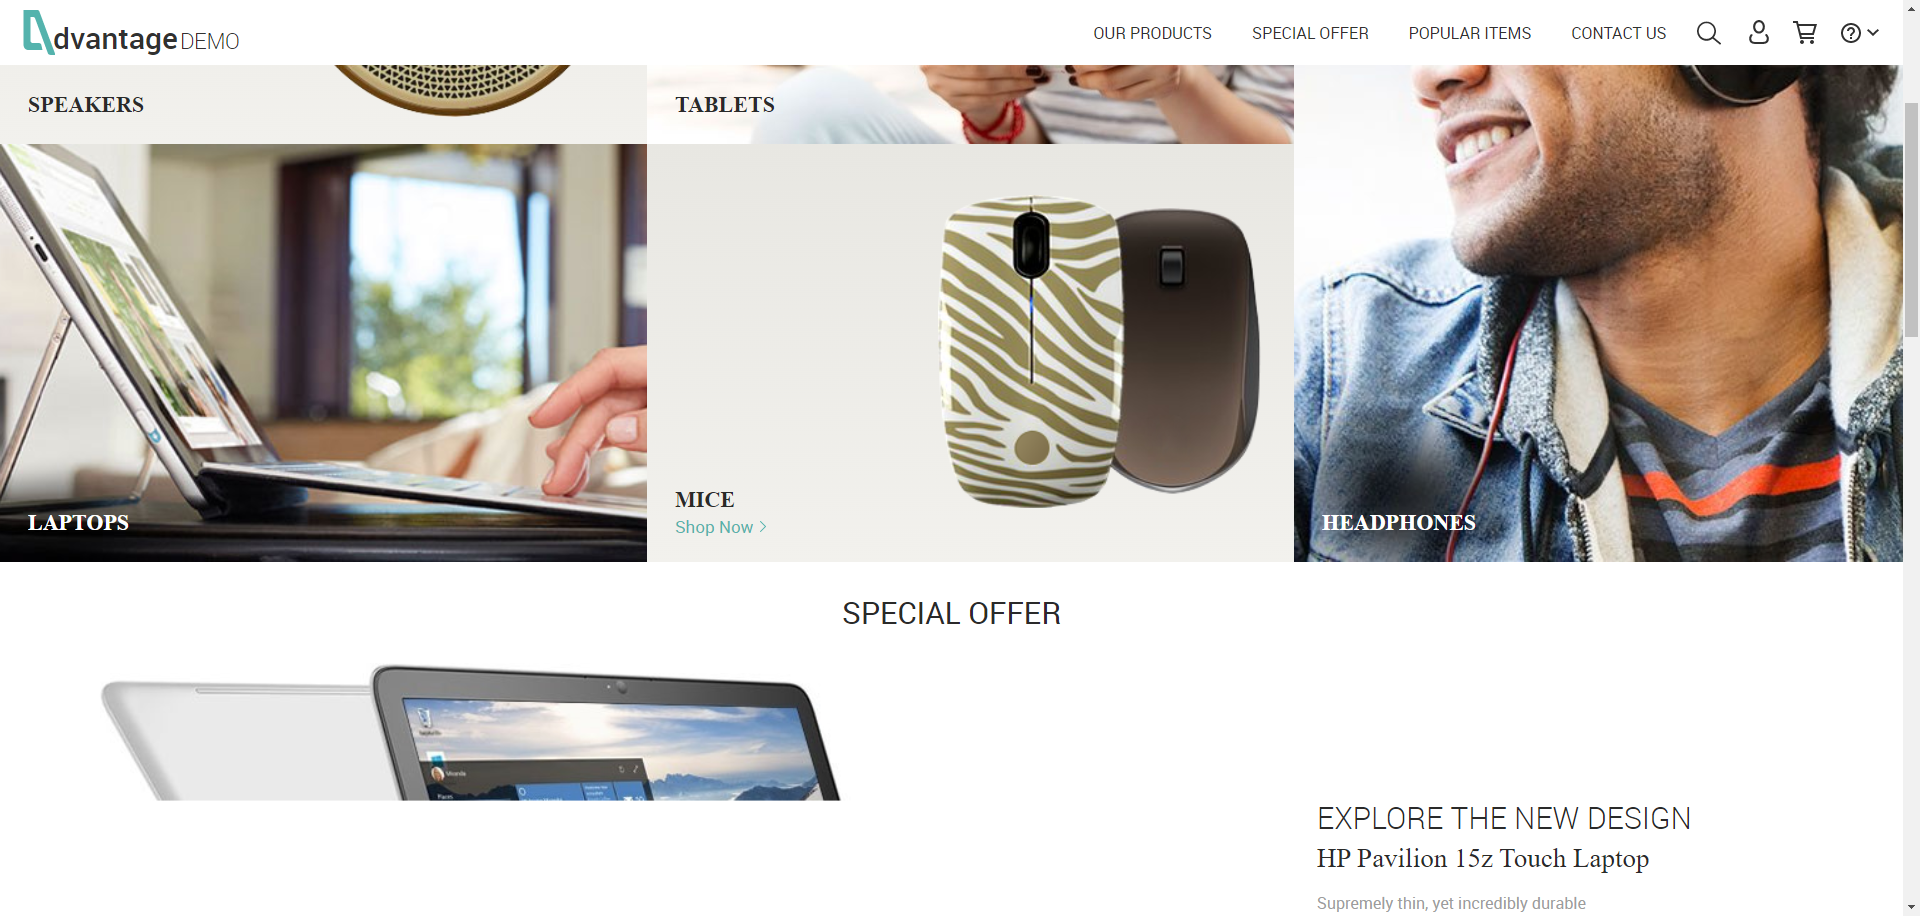 dvantage DEMO
OUR PRODUCTS
SPECIAL OFFER
POPULAR ITEMS
CONTACT US
SPEAKERS
TABLETS
LAPTOPS
MICE
Shop Now
HEADPHONES
SPECIAL OFFER
EXPLORE THE NEW DESIGN
HP Pavilion 15z Touch Laptop
Supremely thin, yet incredibly durable